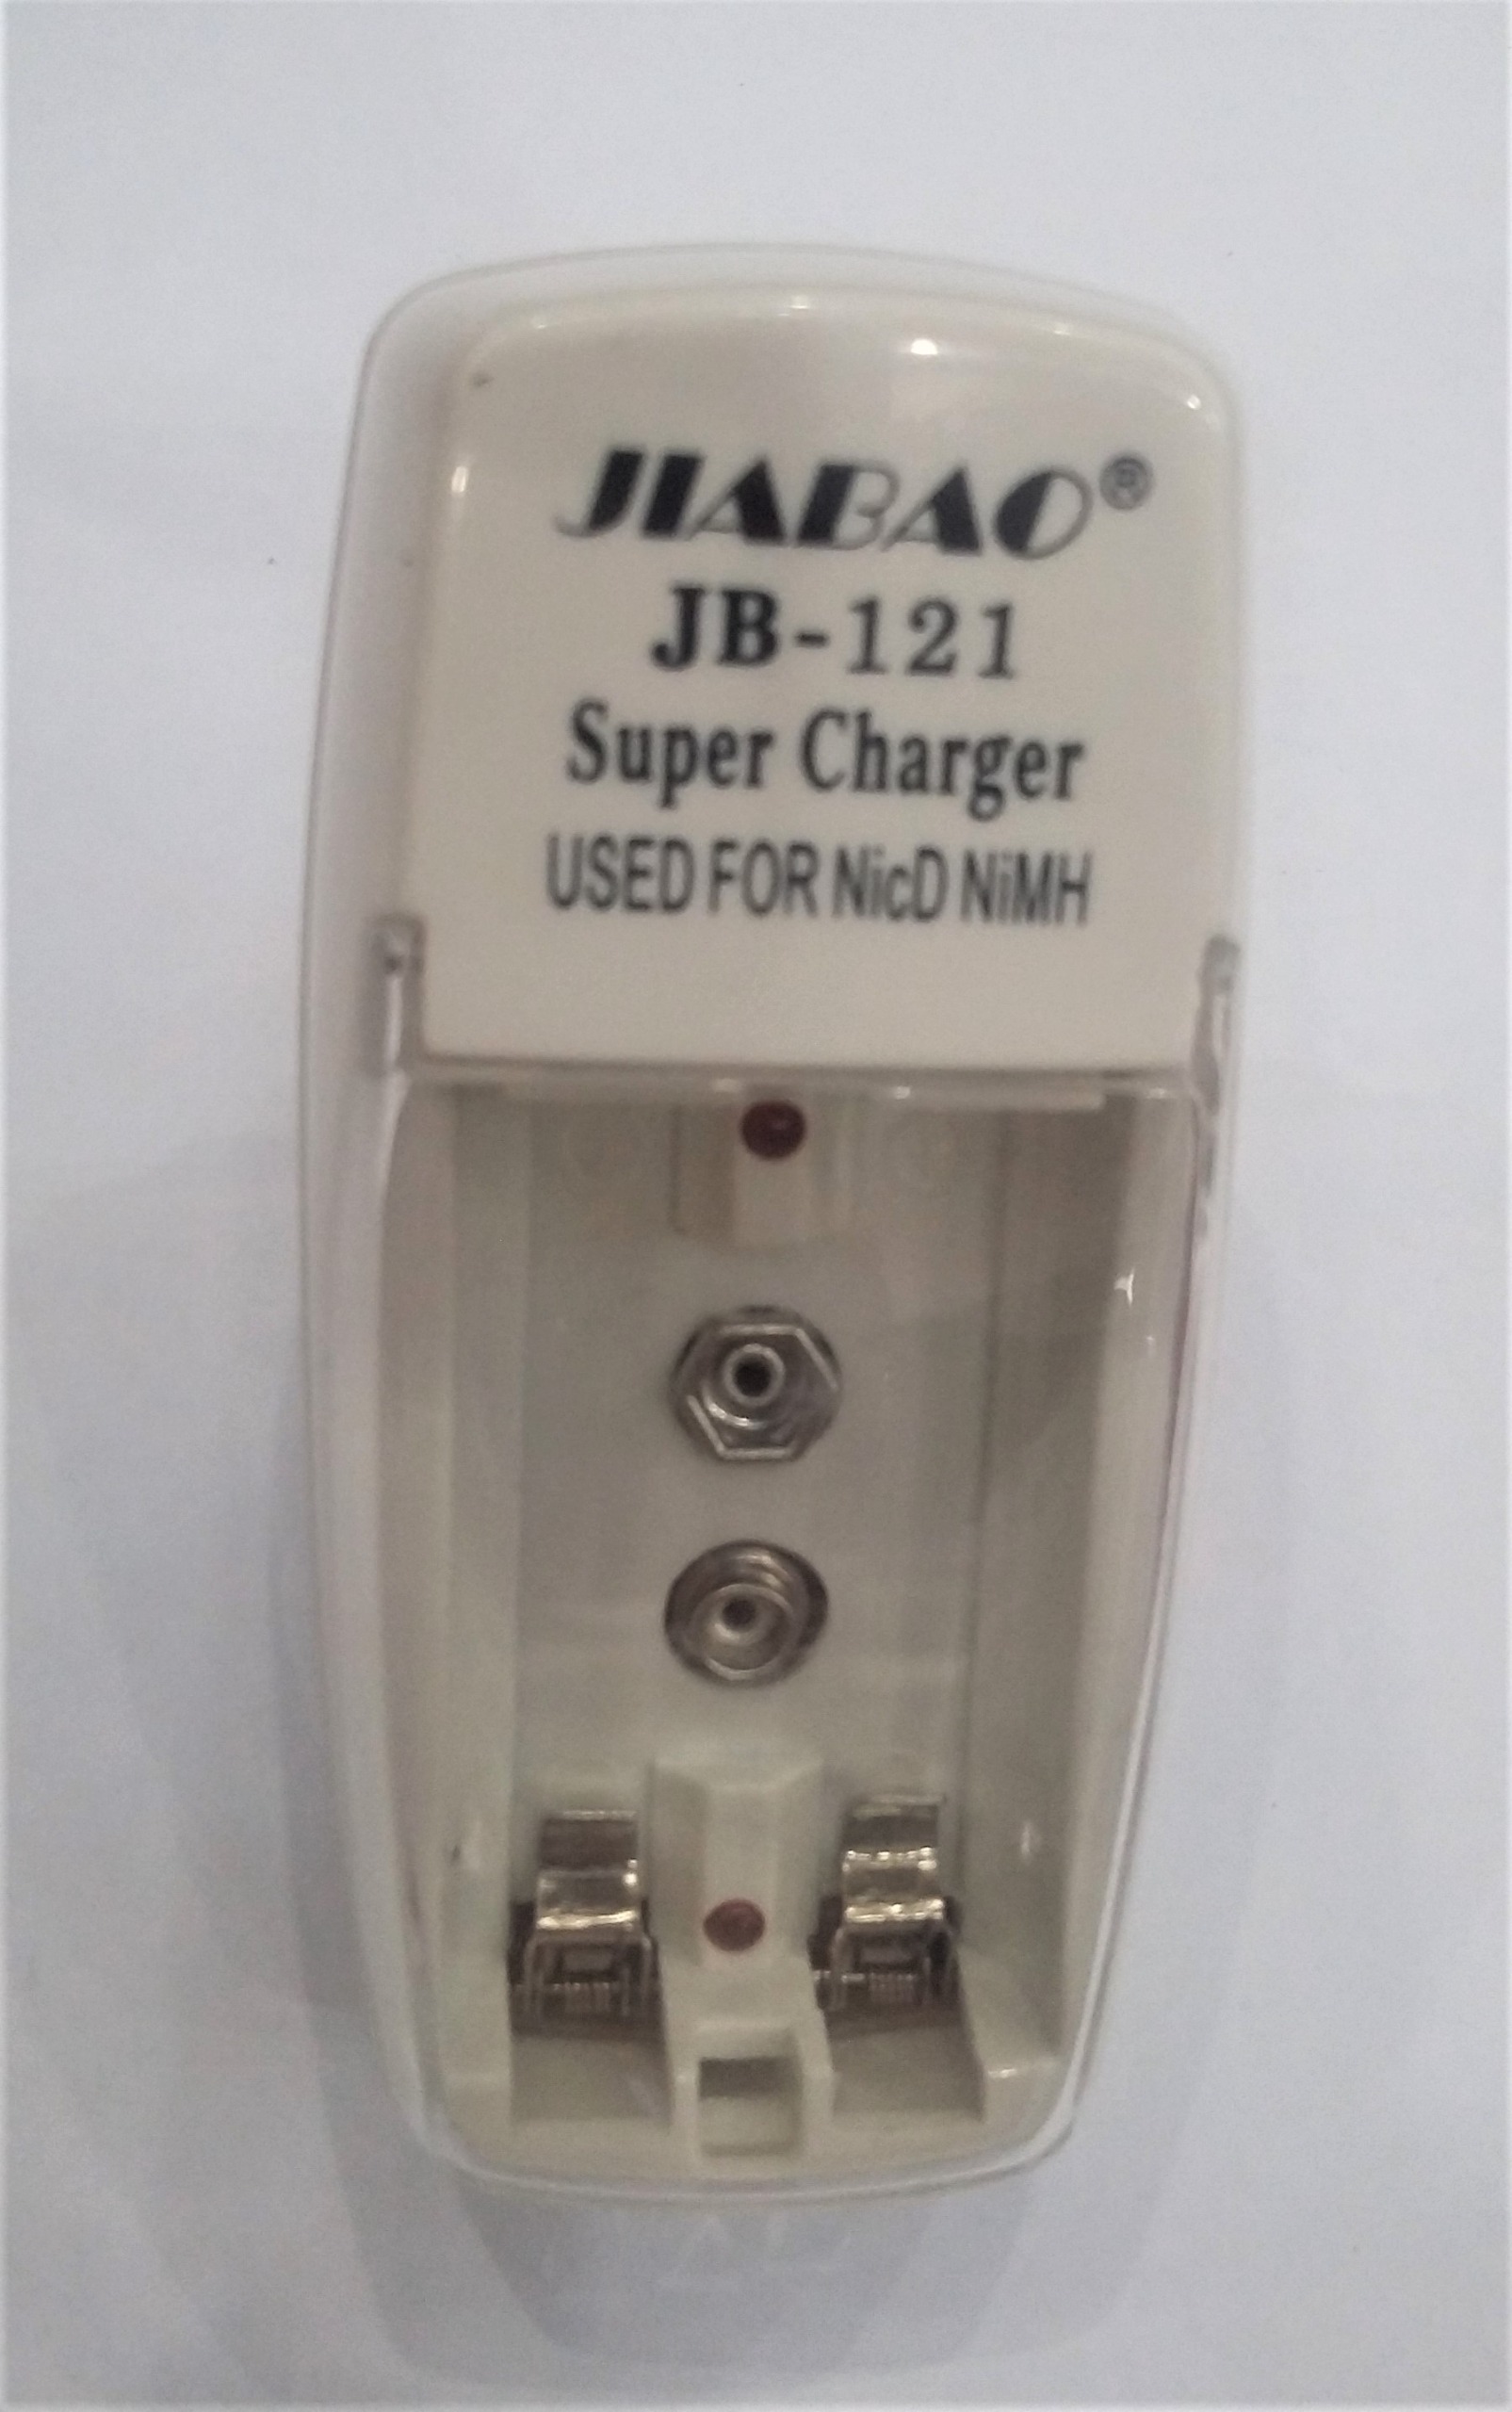 JIABAO®
JB-121
Super Charger
USED FOR NicD NiMH